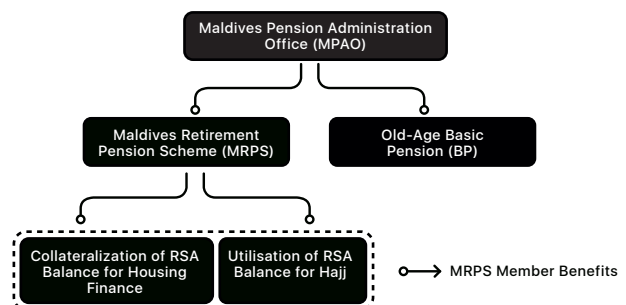 Maldives Pension Administration
Office (MPAO)
Maldives Retirement
Pension Scheme (MRPS)
Old-Age Basic
Pension (BP)
Collateralization of RSA
Balance for Housing
Finance
Utilisation of RSA
Balance for Hajj
MRPS Member Benefits